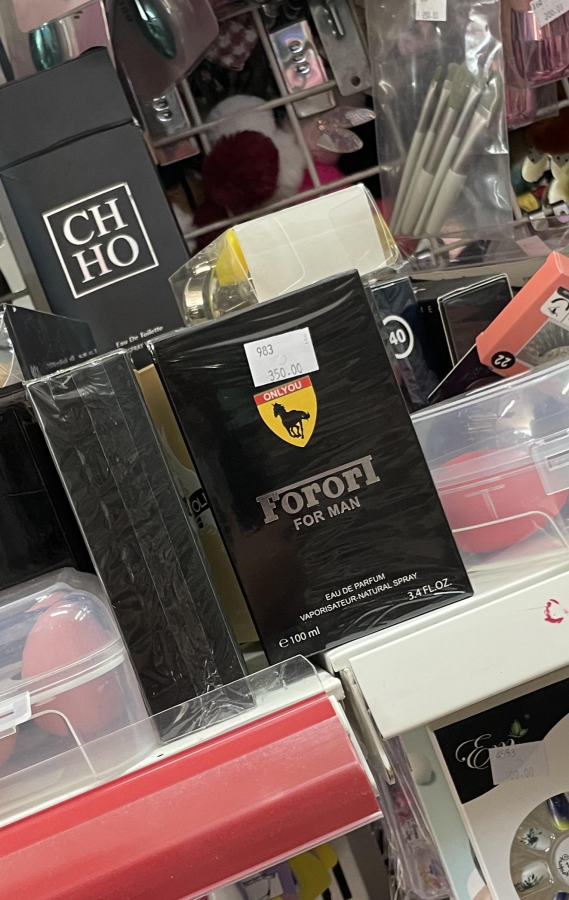 CH
HO
Eau De Toilette
983
350.00
ONLYOU
FororI
FOR MAN
EAU DE PARFUM
VAPORISATEUR-NATURAL SPRAY
3.4 FL.OZ.
℮100 ml
40
22